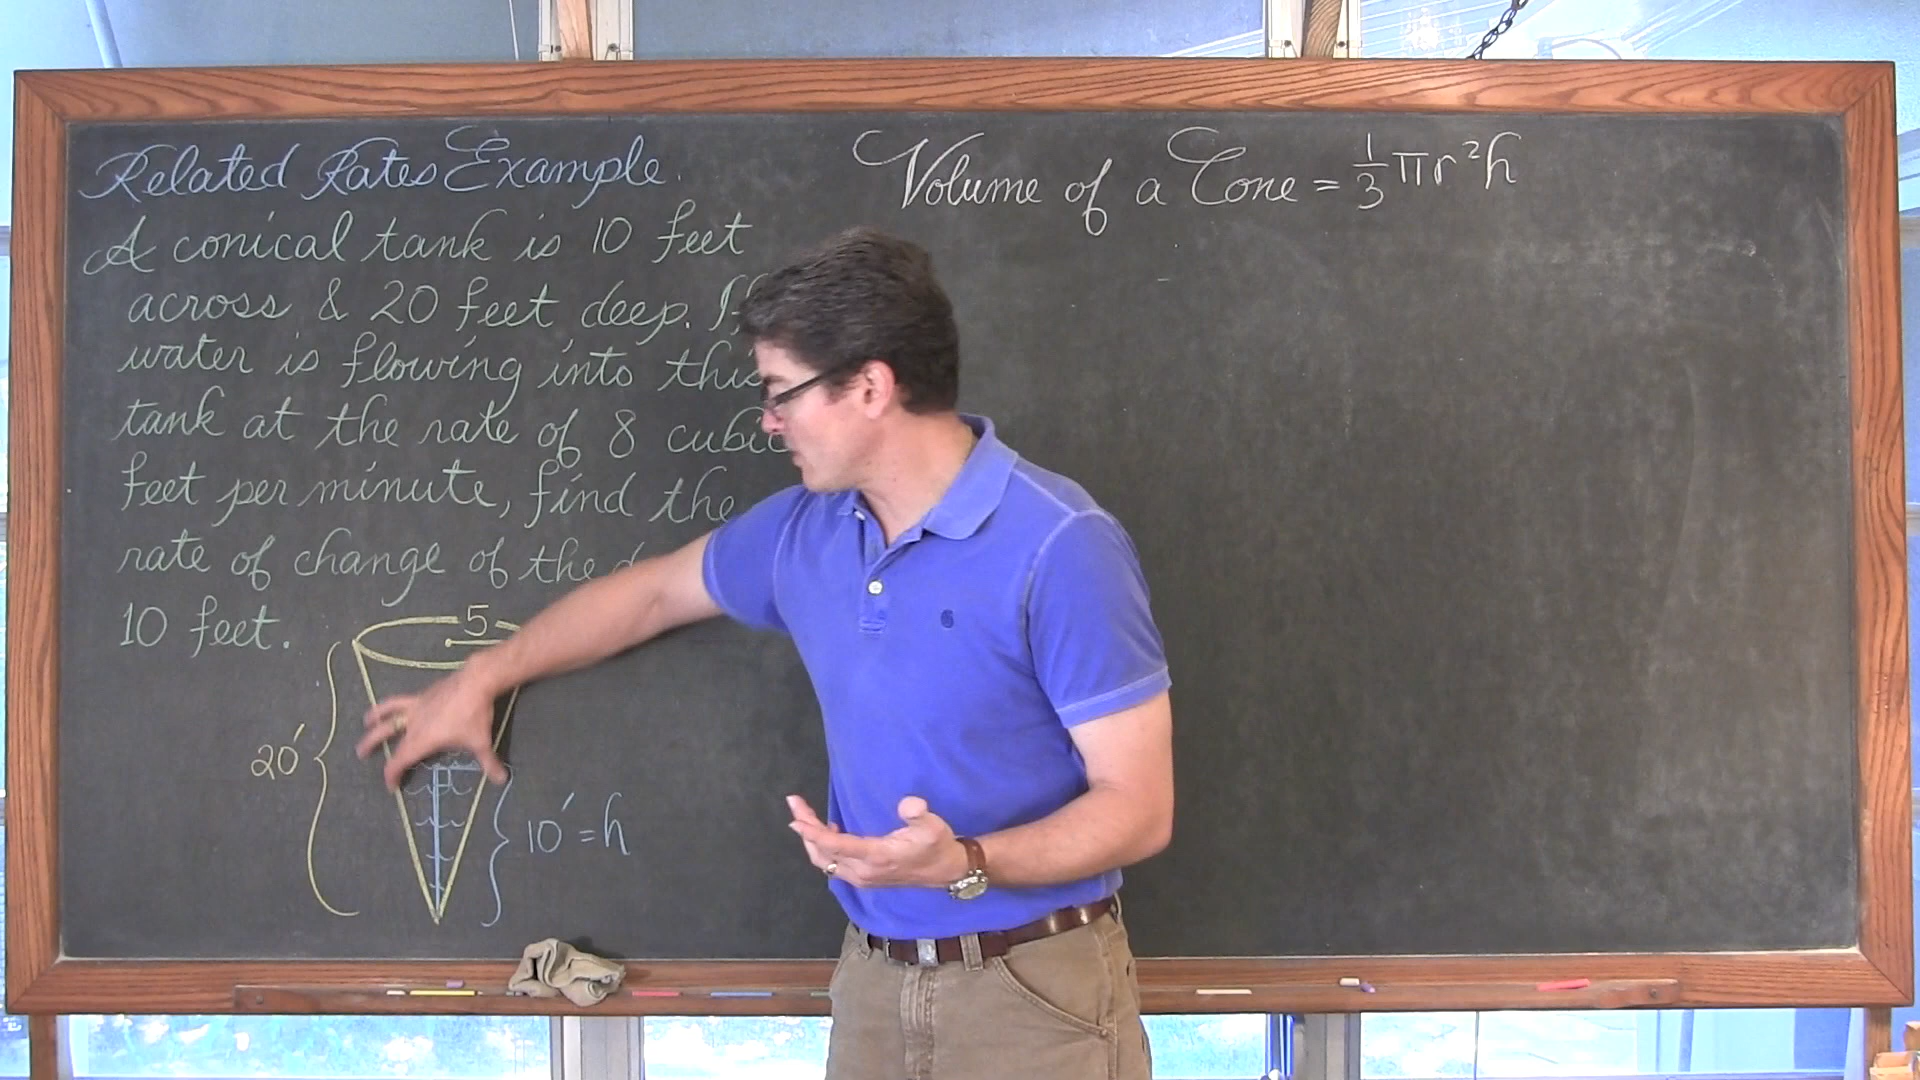 Related Rates Example.
Volume of a Cone = 1/3 πr²h
A conical tank is 10 feet
across & 20 feet deep. If
water is flowing into this
tank at the rate of 8 cubic
feet per minute, find the
rate of change of the
10 feet.
5
20'
10' = h